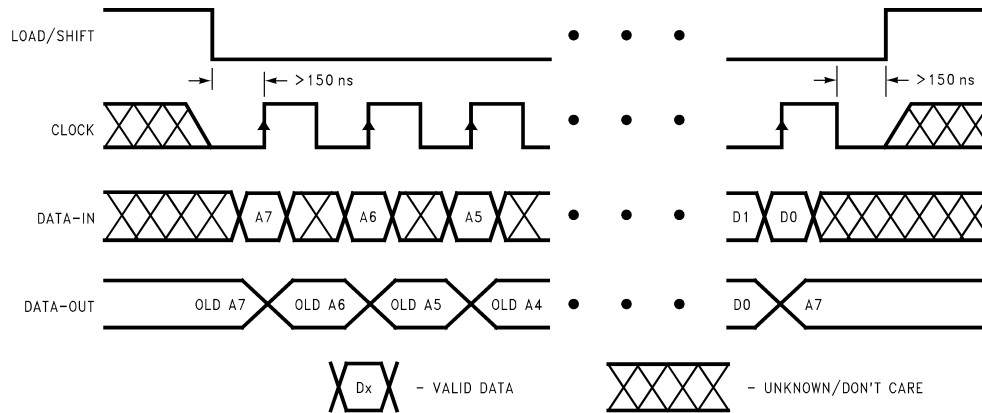 LOAD/SHIFT
>150 ns >150 ns
CLOCK
DATA-IN A7 A6 A5 D1 D0
DATA-OUT OLD A7 OLD A6 OLD A5 OLD A4 D0 A7
Dx - VALID DATA - UNKNOWN/DON'T CARE